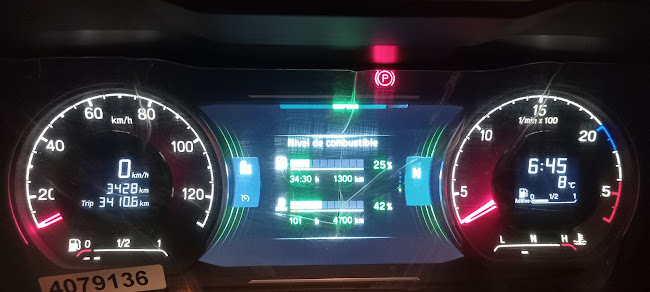 60 80
km/h
40 100
20 120
0 km/h
3428 km
Trip 3410.6 km
0 1/2 1
4079136
Nivel de combustible
25%
34:30 h 1300 km
42%
101 h 4700 km
N
P
15
1/min x 100
10 20
5 5
6:45
8 °C
0 1/2 1
L N H